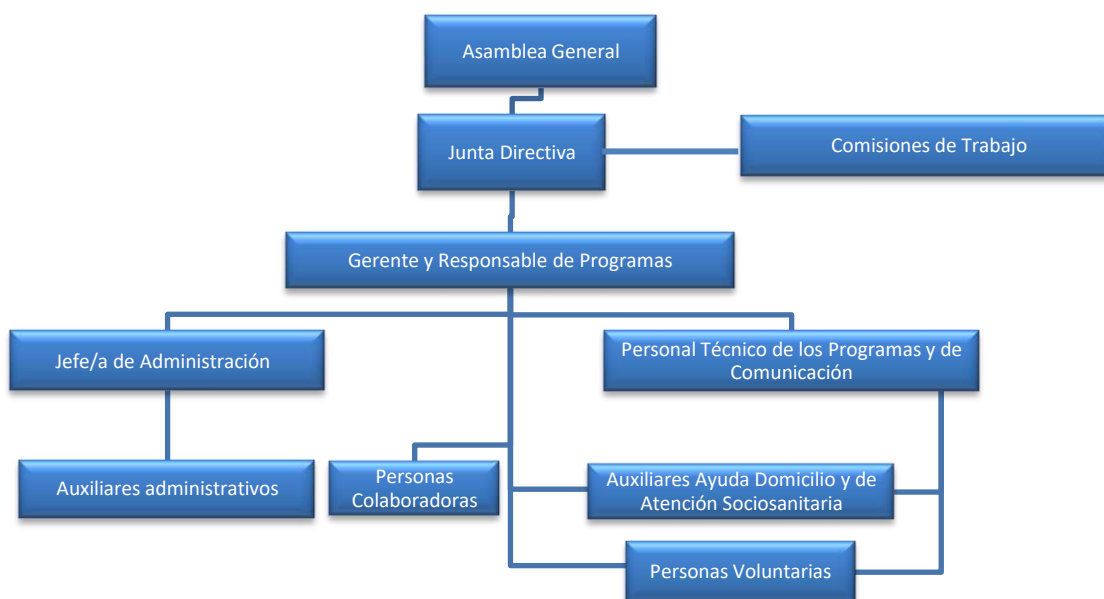 Asamblea General
Junta Directiva
Comisiones de Trabajo
Gerente y Responsable de Programas
Jefe/a de Administración
Personal Técnico de los Programas y de
Comunicación
Auxiliares administrativos
Personas
Colaboradoras
Auxiliares Ayuda Domicilio y de
Atención Sociosanitaria
Personas Voluntarias